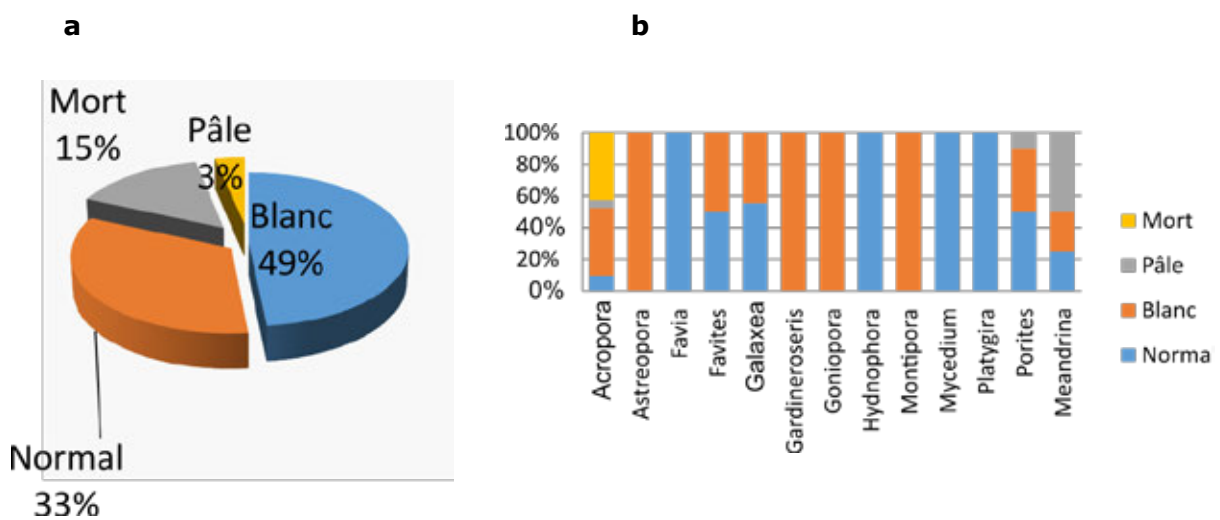 a
b
Mort
15%
Pâle
3%
Blanc
49%
Normal
33%
100%
80%
60%
40%
20%
0%
Acropora
Astreopora
Favia
Favites
Galaxea
Gardineroseris
Goniopora
Hydnophora
Montipora
Mycedium
Platygira
Porites
Meandrina
Mort
Pâle
Blanc
Norma